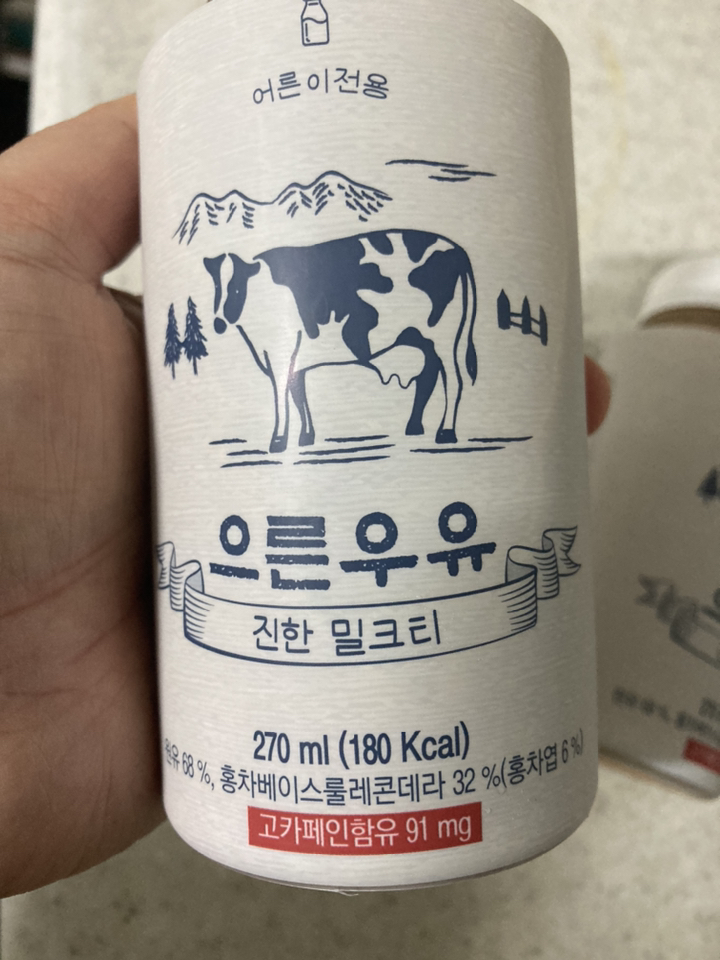 어른이전용
으른우유
진한 밀크티
270 ml (180 Kcal)
원유 68 %, 홍차베이스룰레콘데라 32 %(홍차엽 6 %)
고카페인함유 91 mg